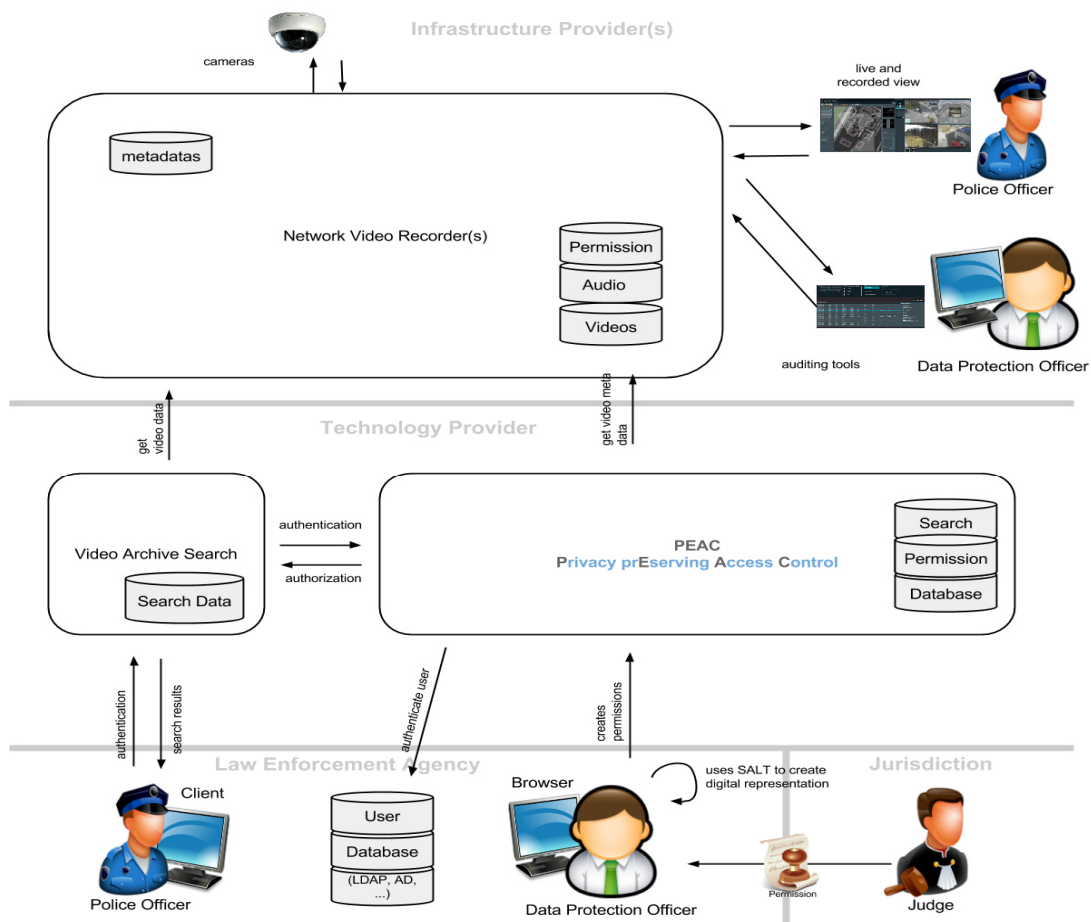 Infrastructure Provider(s)
cameras
live and
recorded view
metadatas
Police Officer
Network Video Recorder(s)
Permission
Audio
Videos
auditing tools
Data Protection Officer
get
video data
get video meta
data
Technology Provider
Video Archive Search
Search Data
authentication
authorization
PEAC
Privacy prEserving Access Control
Search
Permission
Database
authentication
search results
authenticate user
creates
permissions
Law Enforcement Agency
Jurisdiction
Client
Police Officer
User
Database
(LDAP, AD,
...)
Browser
uses SALT to create
digital representation
Data Protection Officer
Permission
Judge